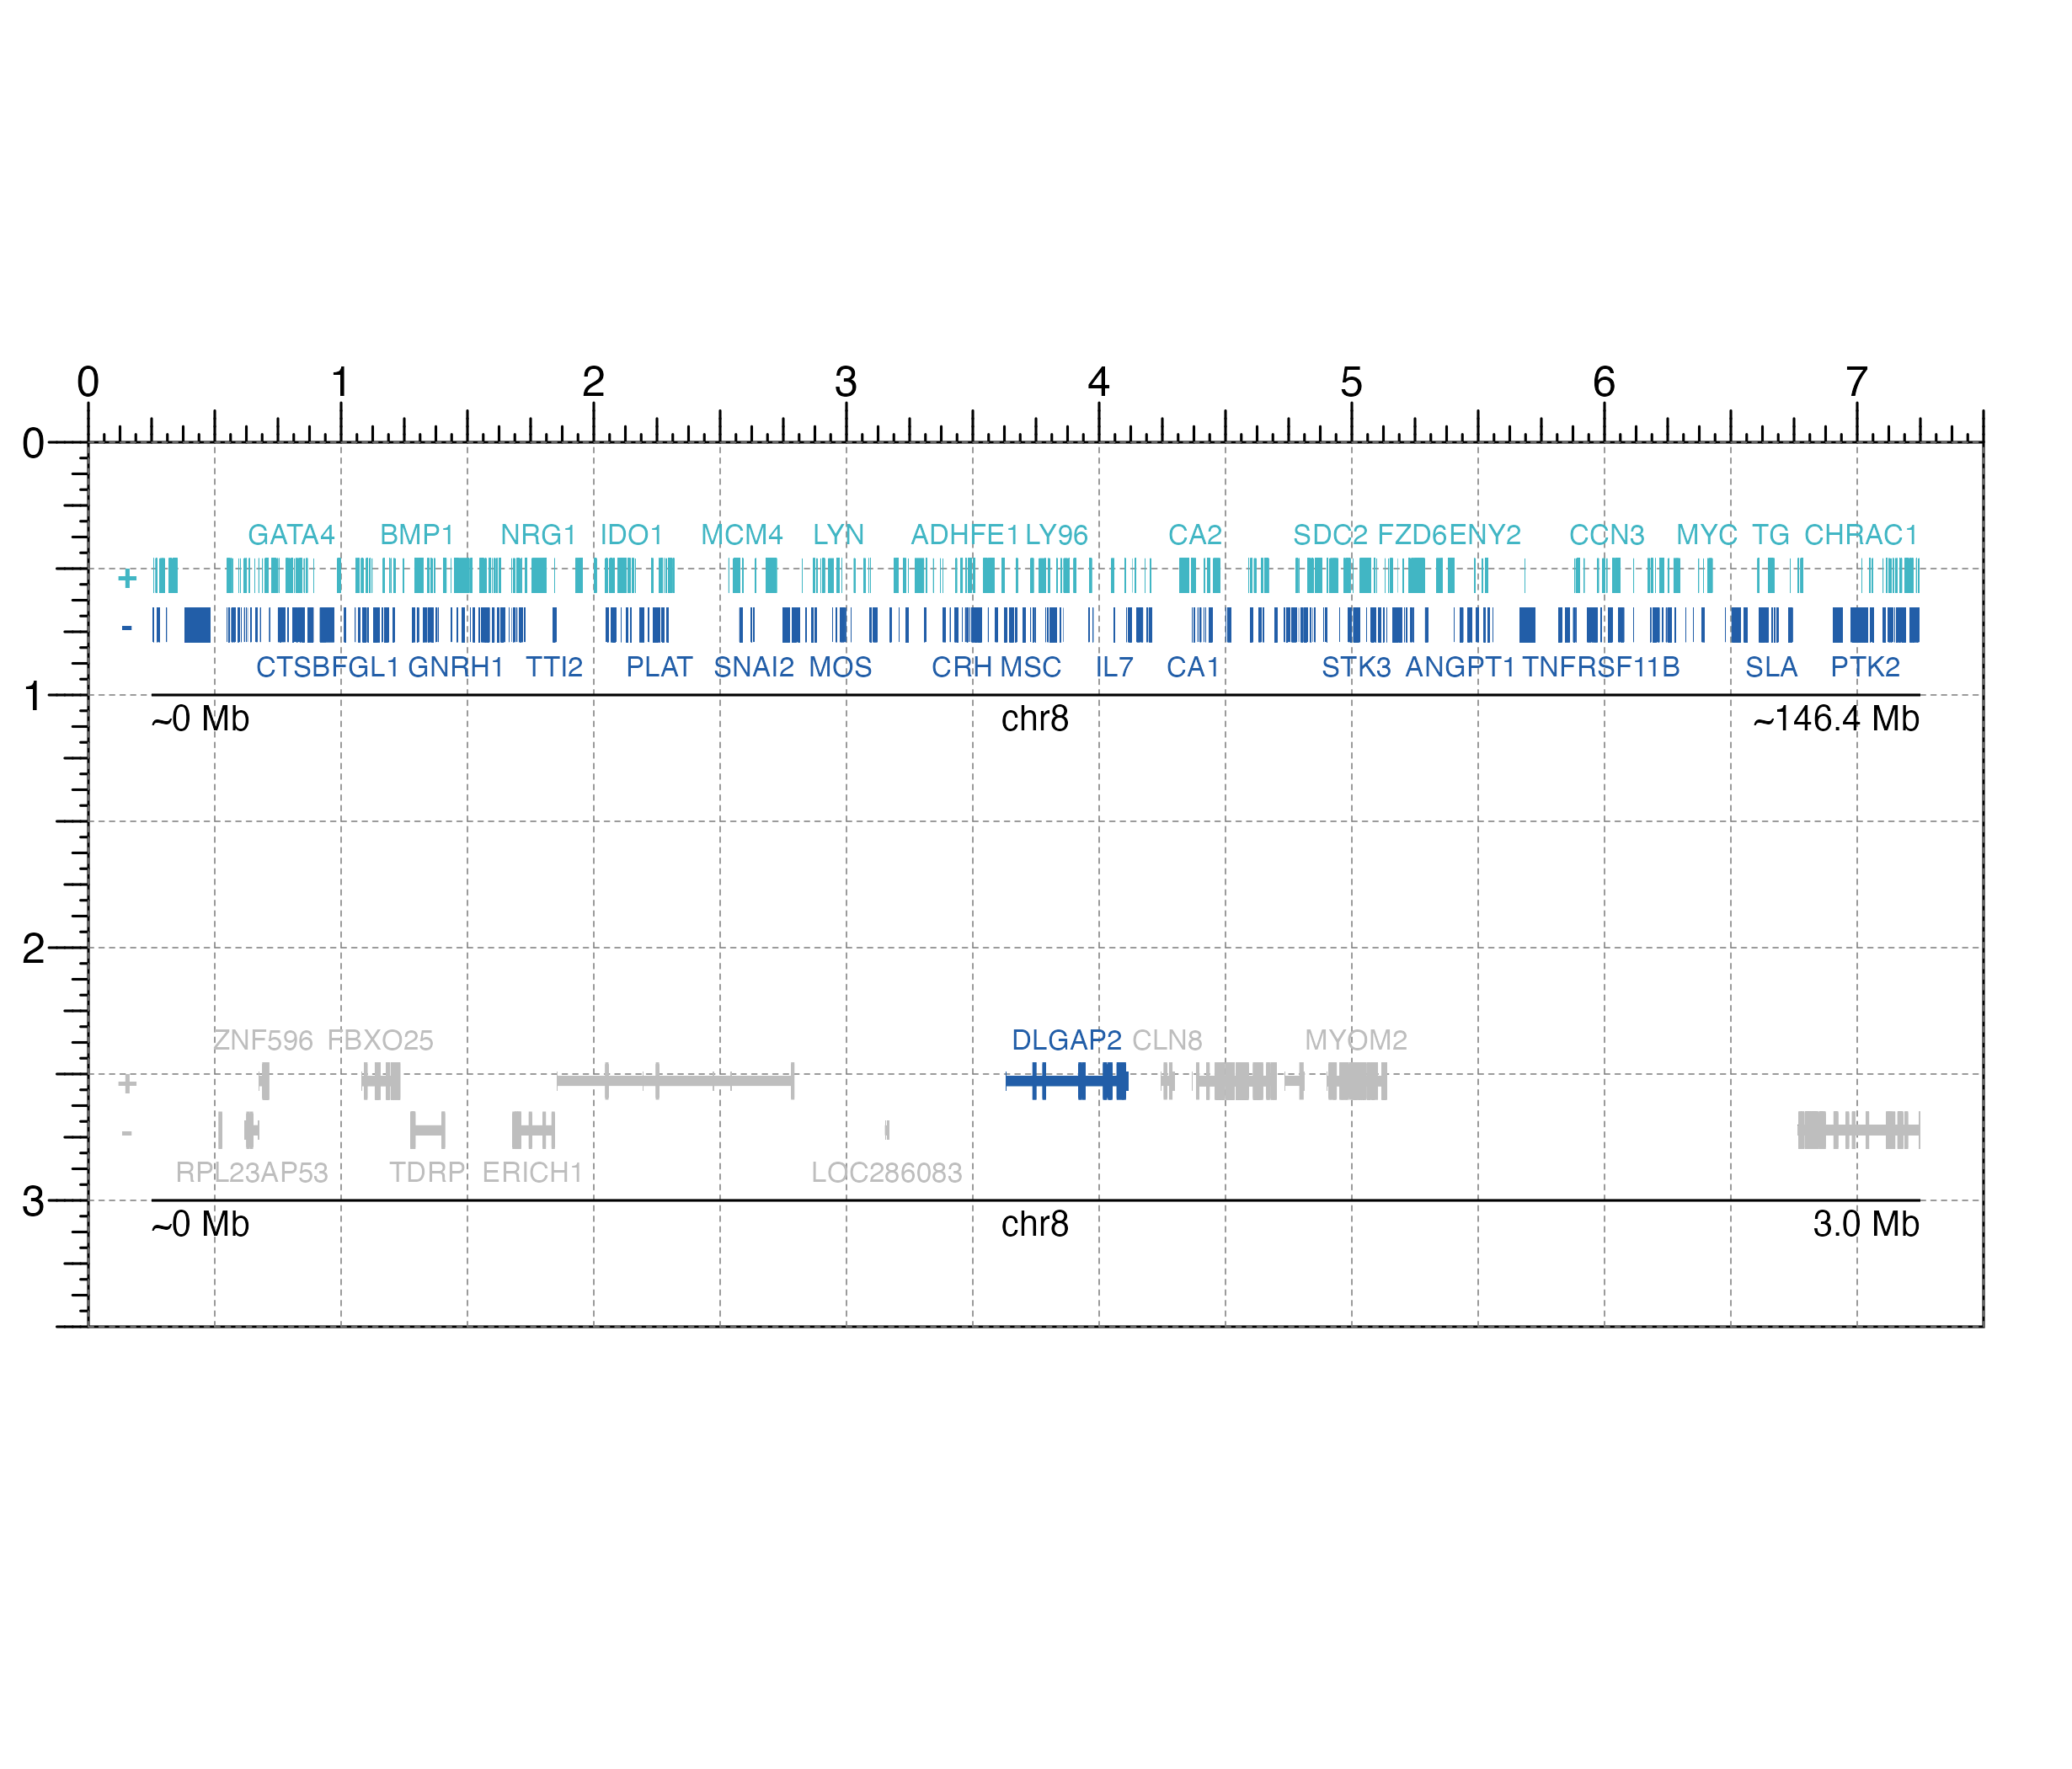 0 1 2 3 4 5 6 7
0
GATA4 BMP1 NRG1 IDO1 MCM4 LYN ADHFE1 LY96 CA2 SDC2 FZD6 ENY2 CCN3 MYC TG CHRAC1
+
-
CTSB FGL1 GNRH1 TTI2 PLAT SNAI2 MOS CRH MSC IL7 CA1 STK3 ANGPT1 TNFRSF11B SLA PTK2
1
~0 Mb chr8 ~146.4 Mb
2
ZNF596 FBXO25 DLGAP2 CLN8 MYOM2
+
-
RPL23AP53 TDRP ERICH1 LOC286083
3
~0 Mb chr8 3.0 Mb